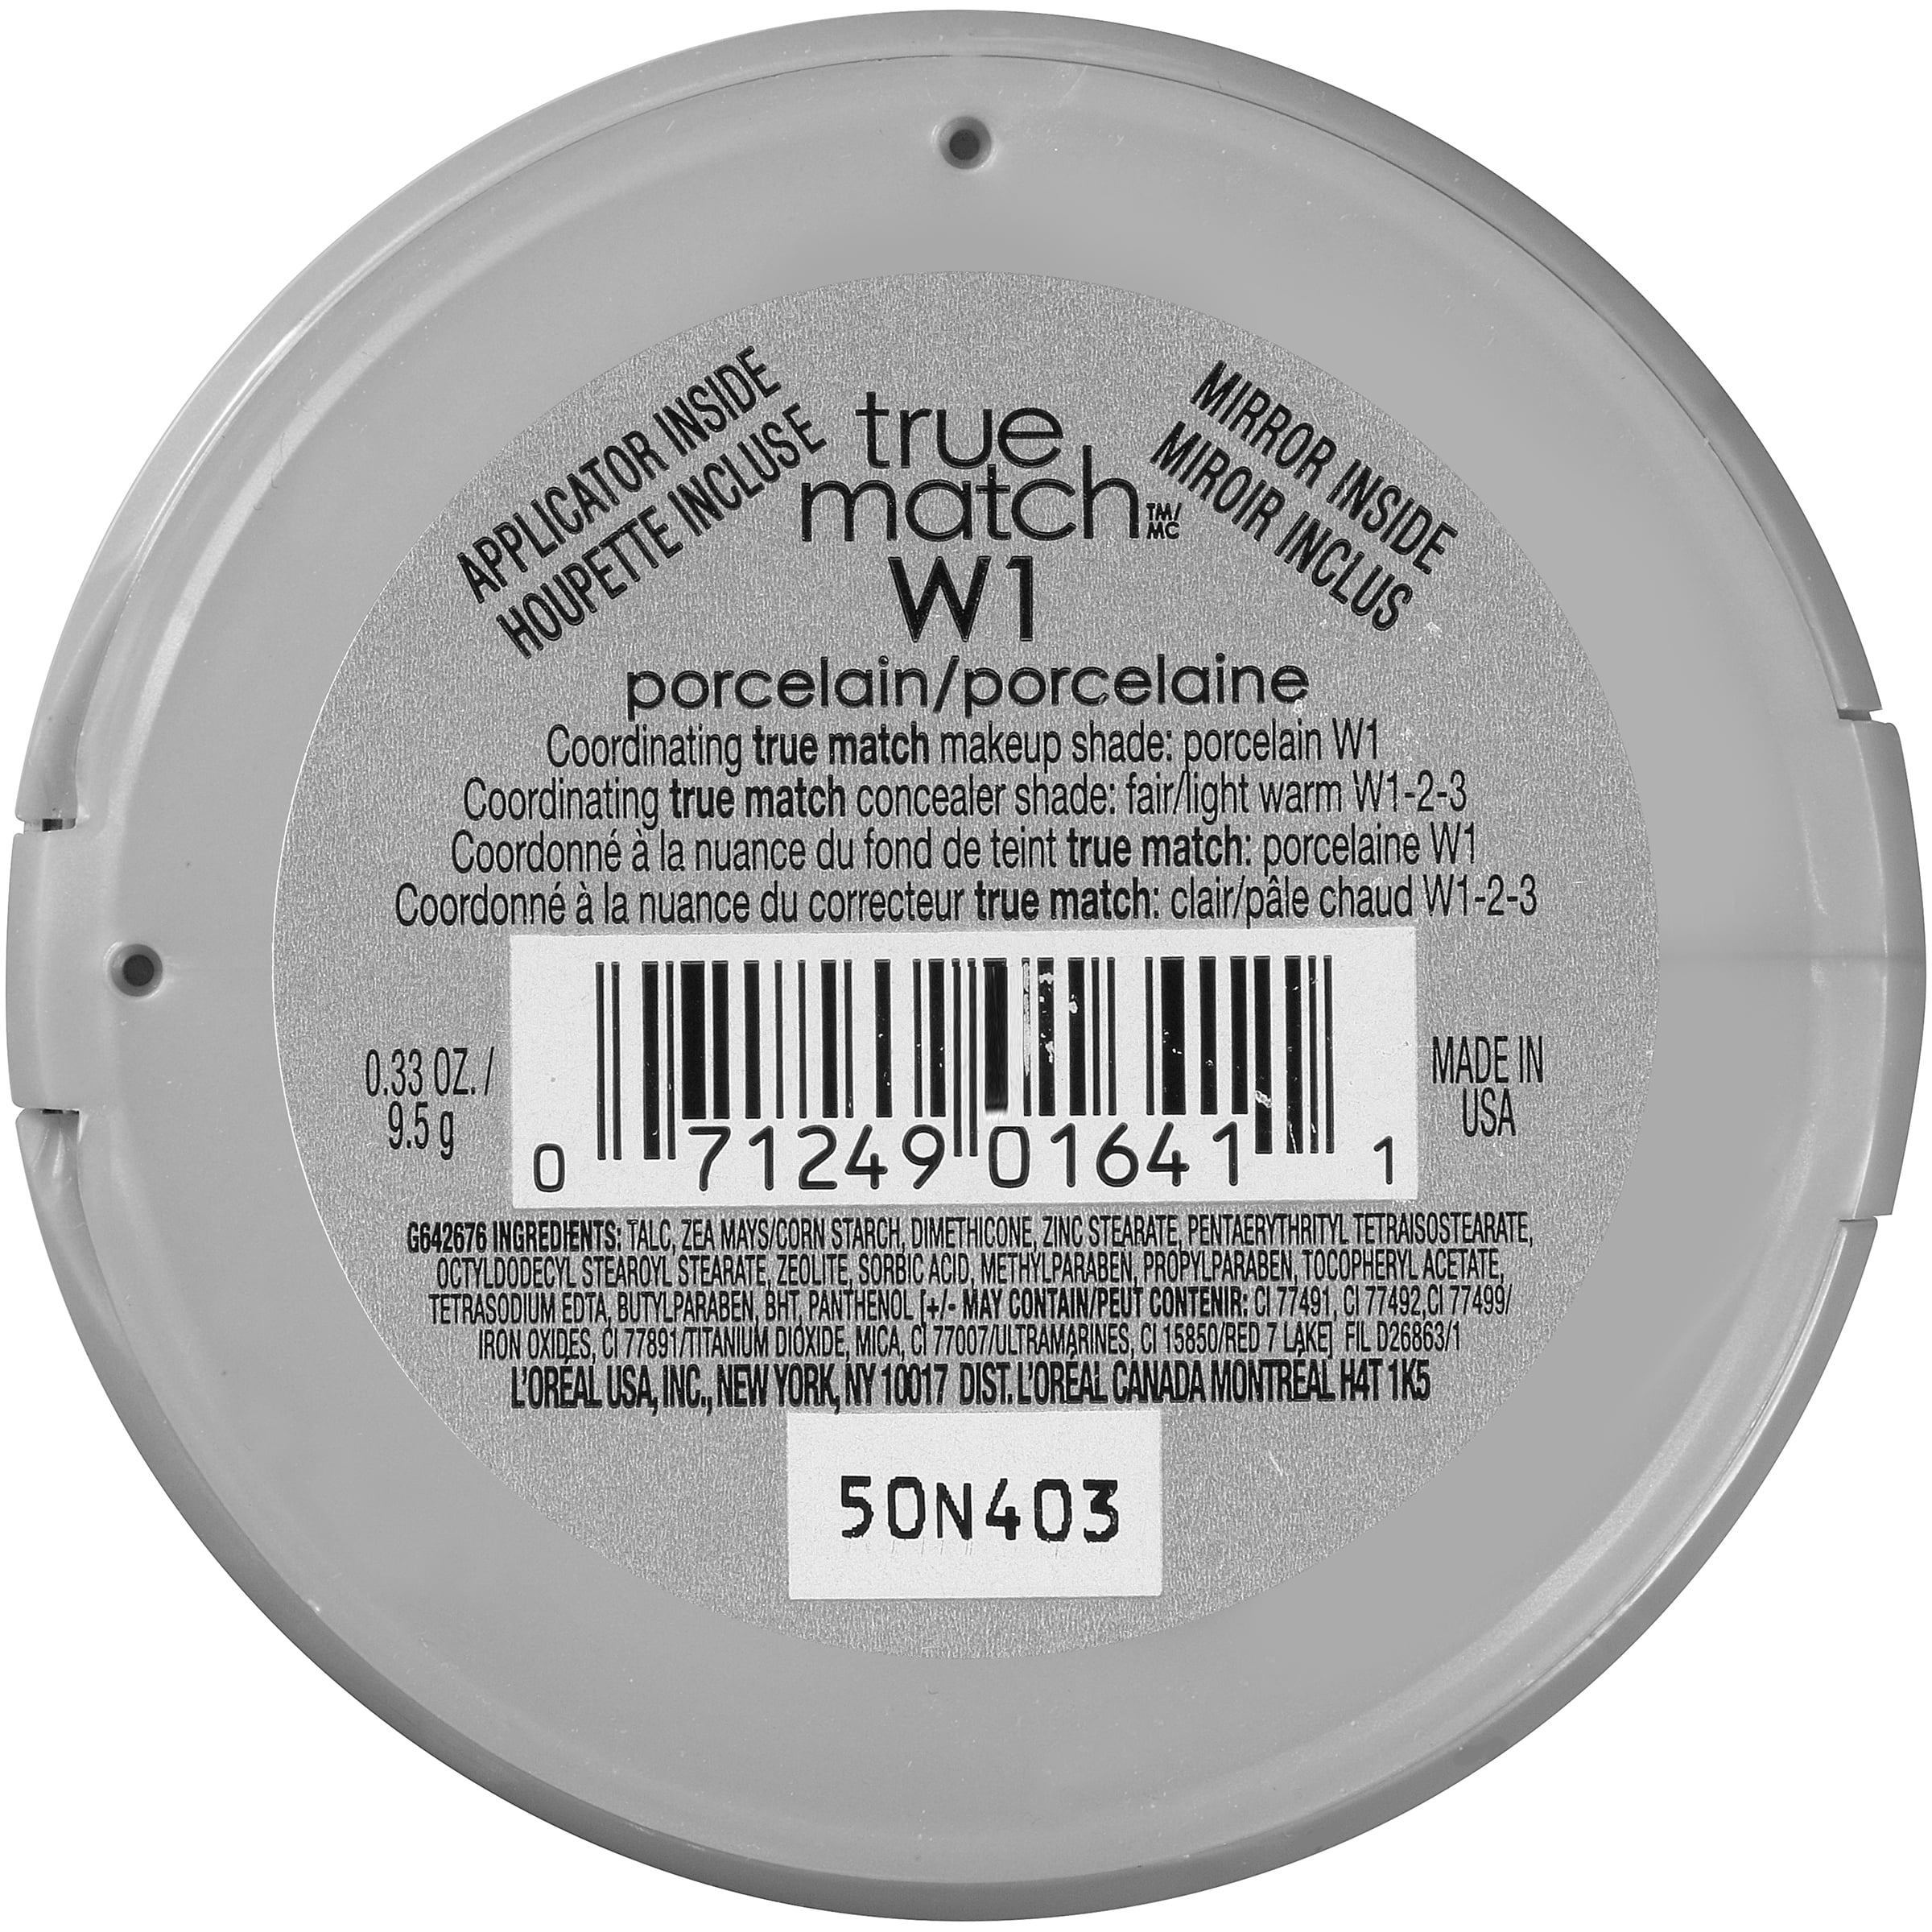 APPLICATOR INSIDE
HOUPETTE INCLUSE
true
match TM/
MC
MIRROR INSIDE
MIROIR INCLUS
W1
porcelain/porcelaine
Coordinating true match makeup shade: porcelain W1
Coordinating true match concealer shade: fair/light warm W1-2-3
Coordonné à la nuance du fond de teint true match: porcelaine W1
Coordonné à la nuance du correcteur true match: clair/pâle chaud W1-2-3
0.33 OZ. /
9.5 g
0 71249 01641 1
MADE IN
USA
G642676 INGREDIENTS: TALC, ZEA MAYS/CORN STARCH, DIMETHICONE, ZINC STEARATE, PENTAERYTHRITYL TETRAISOSTEARATE,
OCTYLDODECYL STEAROYL STEARATE, ZEOLITE, SORBIC ACID, METHYLPARABEN, PROPYLPARABEN, TOCOPHERYL ACETATE,
TETRASODIUM EDTA, BUTYLPARABEN, BHT, PANTHENOL [+/- MAY CONTAIN/PEUT CONTENIR: CI 77491, CI 77492,CI 77499/
IRON OXIDES, CI 77891/TITANIUM DIOXIDE, MICA, CI 77007/ULTRAMARINES, CI 15850/RED 7 LAKE] FIL D26863/1
L'ORÉAL USA, INC., NEW YORK, NY 10017 DIST. L'ORÉAL CANADA MONTRÉAL H4T 1K5
50N403